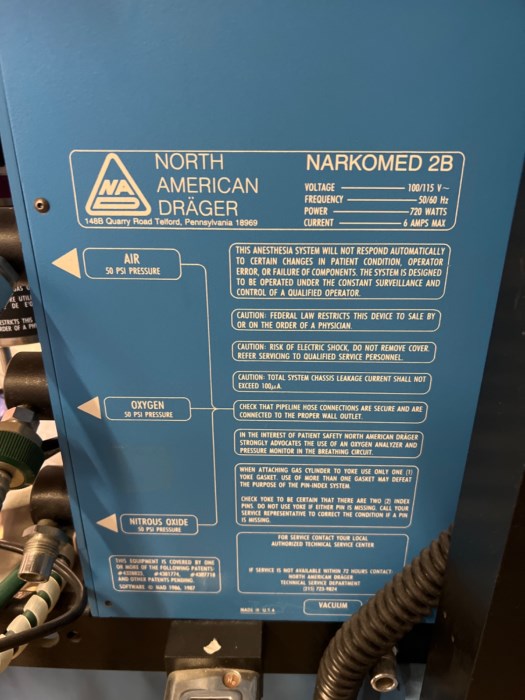 NORTH
AMERICAN
DRÄGER
NA
148B Quarry Road Telford, Pennsylvania 18969
NARKOMED 2B
VOLTAGE 100/115 V~
FREQUENCY 50/60 Hz
POWER 720 WATTS
CURRENT 6 AMPS MAX
AIR
50 PSI PRESSURE
THIS ANESTHESIA SYSTEM WILL NOT RESPOND AUTOMATICALLY
TO CERTAIN CHANGES IN PATIENT CONDITION, OPERATOR
ERROR, OR FAILURE OF COMPONENTS. THE SYSTEM IS DESIGNED
TO BE OPERATED UNDER THE CONSTANT SURVEILLANCE AND
CONTROL OF A QUALIFIED OPERATOR.
CAUTION: FEDERAL LAW RESTRICTS THIS DEVICE TO SALE BY
OR ON THE ORDER OF A PHYSICIAN.
CAUTION: RISK OF ELECTRIC SHOCK, DO NOT REMOVE COVER.
REFER SERVICING TO QUALIFIED SERVICE PERSONNEL.
CAUTION: TOTAL SYSTEM CHASSIS LEAKAGE CURRENT SHALL NOT
EXCEED 100µA.
OXYGEN
50 PSI PRESSURE
CHECK THAT PIPELINE HOSE CONNECTIONS ARE SECURE AND ARE
CONNECTED TO THE PROPER WALL OUTLET.
IN THE INTEREST OF PATIENT SAFETY NORTH AMERICAN DRÄGER
STRONGLY ADVOCATES THE USE OF AN OXYGEN ANALYZER AND
PRESSURE MONITOR IN THE BREATHING CIRCUIT.
WHEN ATTACHING GAS CYLINDER TO YOKE USE ONLY ONE (1)
YOKE GASKET. USE OF MORE THAN ONE GASKET MAY DEFEAT
THE PURPOSE OF THE PIN-INDEX SYSTEM.
CHECK YOKE TO BE CERTAIN THAT THERE ARE TWO (2) INDEX
PINS. DO NOT USE YOKE IF EITHER PIN IS MISSING. CALL YOUR
SERVICE REPRESENTATIVE TO CORRECT THE CONDITION IF A PIN
IS MISSING.
NITROUS OXIDE
50 PSI PRESSURE
FOR SERVICE CONTACT YOUR LOCAL
AUTHORIZED TECHNICAL SERVICE CENTER
IF SERVICE IS NOT AVAILABLE WITHIN 72 HOURS CONTACT:
NORTH AMERICAN DRÄGER
TECHNICAL SERVICE DEPARTMENT
(215) 723-9824
THIS EQUIPMENT IS COVERED BY ONE
OR MORE OF THE FOLLOWING PATENTS:
AND OTHER PATENTS PENDING.
SOFTWARE © NAD 1986, 1987
MADE IN U.S.A.
VACUUM